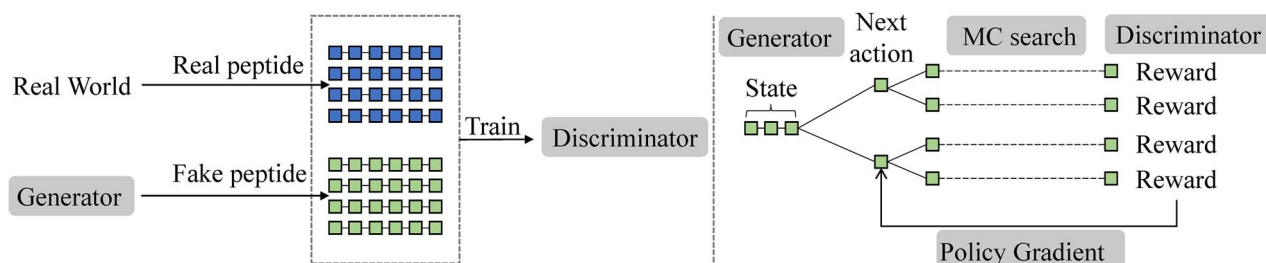 Real World
Real peptide
Generator
Fake peptide
Train
Discriminator
Generator
Next
action
MC search
Discriminator
State
Reward
Reward
Reward
Reward
Policy Gradient